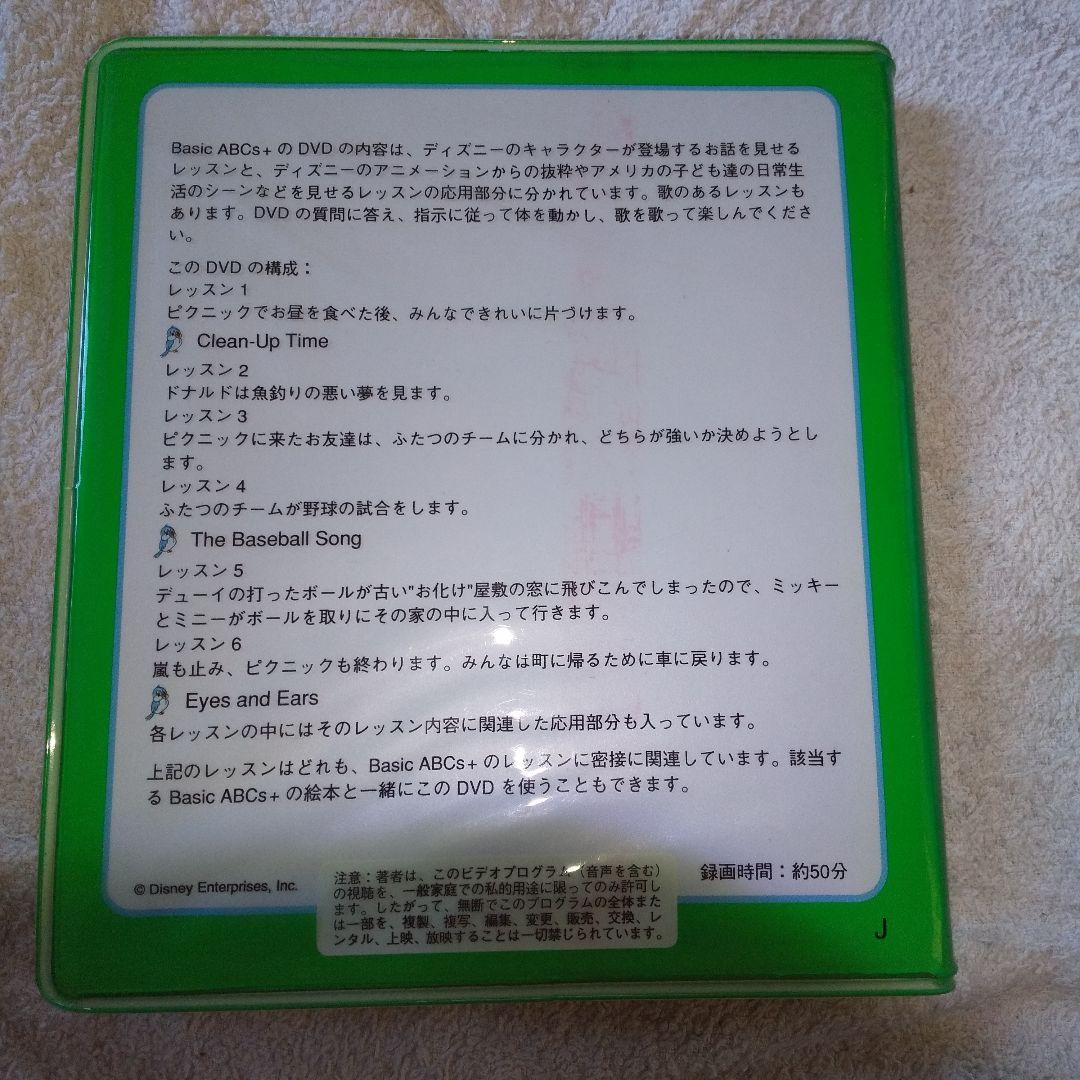 Basic ABCs+ の DVD の内容は、ディズニーのキャラクターが登場するお話を見せる
レッスンと、ディズニーのアニメーションからの抜粋やアメリカの子ども達の日常生
活のシーンなどを見せるレッスンの応用部分に分かれています。歌のあるレッスンも
あります。DVD の質問に答え、指示に従って体を動かし、歌を歌って楽しんでくださ
い。
この DVD の構成：
レッスン 1
ピクニックでお昼を食べた後、みんなできれいに片づけます。
Clean-Up Time
レッスン 2
ドナルドは魚釣りの悪い夢を見ます。
レッスン 3
ピクニックに来たお友達は、ふたつのチームに分かれ、どちらが強いか決めようとし
ます。
レッスン 4
ふたつのチームが野球の試合をします。
The Baseball Song
レッスン 5
デューイの打ったボールが古い"お化け"屋敷の窓に飛びこんでしまったので、ミッキー
とミニーがボールを取りにその家の中に入って行きます。
レッスン 6
嵐も止み、ピクニックも終わります。みんなは町に帰るために車に戻ります。
Eyes and Ears
各レッスンの中にはそのレッスン内容に関連した応用部分も入っています。
上記のレッスンはどれも、Basic ABCs+ のレッスンに密接に関連しています。該当す
る Basic ABCs+ の絵本と一緒にこの DVD を使うこともできます。
録画時間：約50分
© Disney Enterprises, Inc.
注意：著者は、このビデオプログラム（音声を含む）
の視聴を、一般家庭での私的用途に限ってのみ許可し
ます。したがって、無断でこのプログラムの全体また
は一部を、複製、複写、編集、変更、販売、交換、レ
ンタル、上映、放映することは一切禁じられています。
J